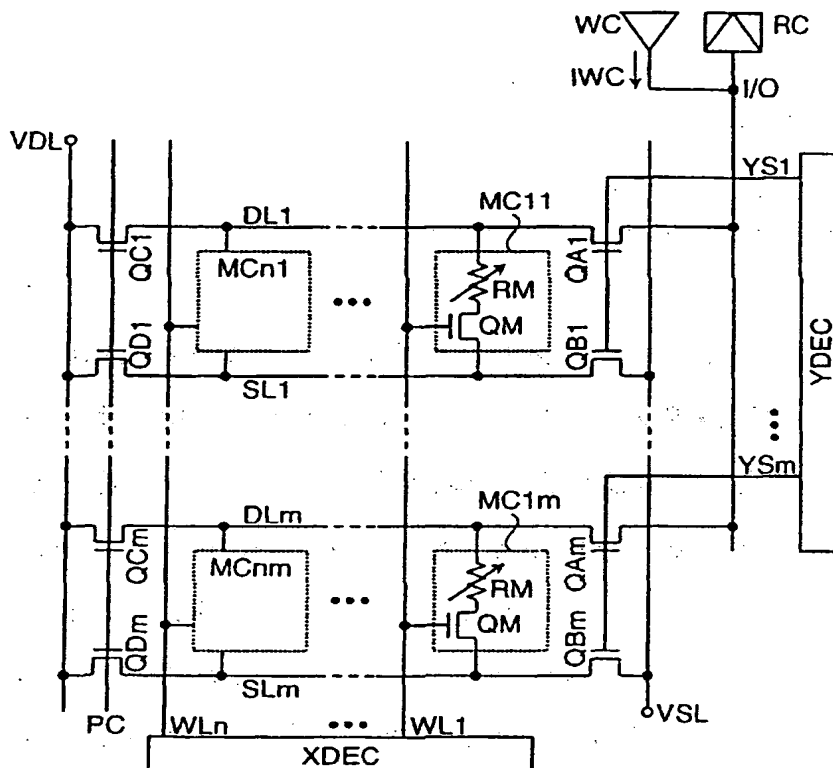 WC RC
IWC I/O
VDL YS1
DL1 MC11
QC1 MCn1 RM QA1
QD1 QM QB1 YDEC
SL1
YSm
DLm MC1m
QCm MCnm RM QAm
QDm QM QBm
SLm
PC WLn WL1 VSL
XDEC